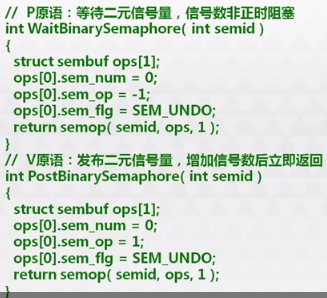 //  P原语：等待二元信号量，信号数非正时阻塞
int WaitBinarySemaphore( int semid )
{
  struct sembuf ops[1];
  ops[0].sem_num = 0;
  ops[0].sem_op = -1;
  ops[0].sem_flg = SEM_UNDO;
  return semop( semid, ops, 1 );
}
//  V原语：发布二元信号量，增加信号数后立即返回
int PostBinarySemaphore( int semid )
{
  struct sembuf ops[1];
  ops[0].sem_num = 0;
  ops[0].sem_op = 1;
  ops[0].sem_flg = SEM_UNDO;
  return semop( semid, ops, 1 );
}